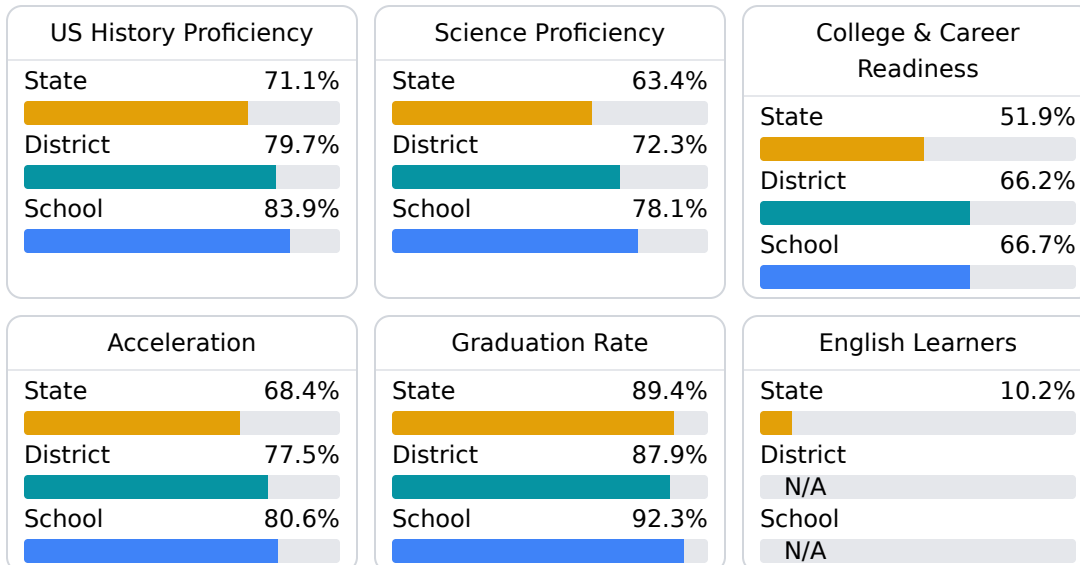 US History Proficiency
State 71.1%
District 79.7%
School 83.9%
Science Proficiency
State 63.4%
District 72.3%
School 78.1%
College & Career
Readiness
State 51.9%
District 66.2%
School 66.7%
Acceleration
State 68.4%
District 77.5%
School 80.6%
Graduation Rate
State 89.4%
District 87.9%
School 92.3%
English Learners
State 10.2%
District
N/A
School
N/A